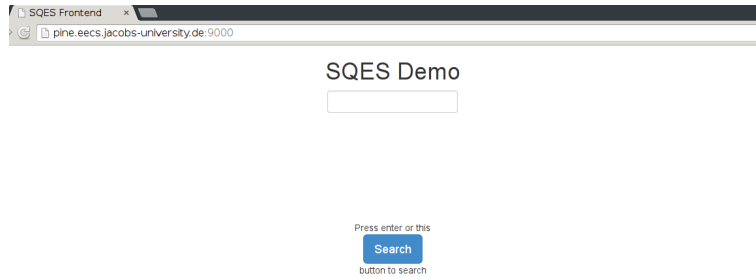 SQES Frontend
pine.eecs.jacobs-university.de:9000
SQES Demo
Press enter or this
Search
button to search